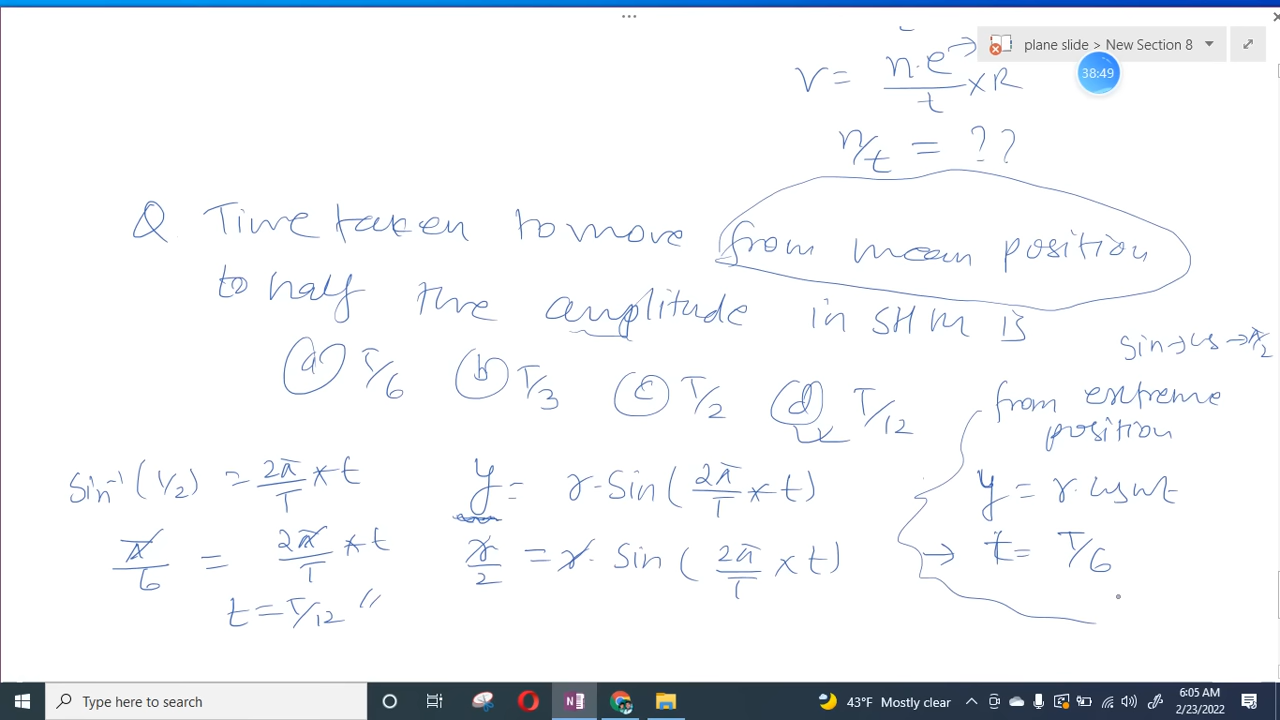 plane slide > New Section 8
38:49
V = n·e / t × R
n/t = ??
Q Time taken to move from mean position
to half the amplitude in SHM is
(a) T/6 (b) T/3 (c) T/2 (d) T/12
sin → cos → π/2
from extreme
position
y = r·cos ωt
→ t = T/6
y = r·sin(2π/T × t)
r/2 = r·sin(2π/T × t)
sin⁻¹(1/2) = 2π/T × t
π/6 = 2π/T × t
t = T/12 "
Type here to search
43°F Mostly clear
6:05 AM
2/23/2022